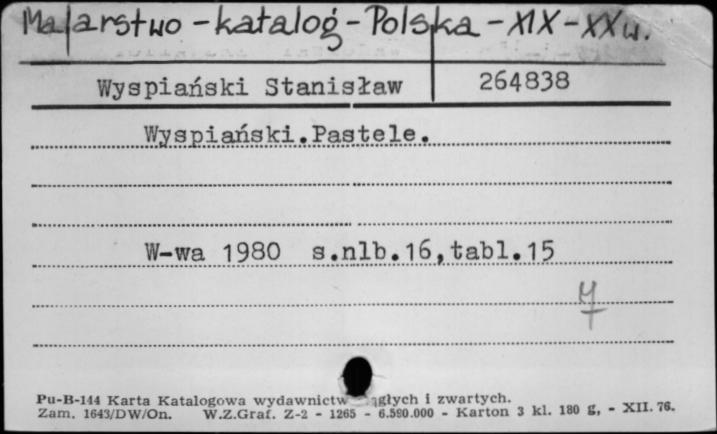 Malarstwo - katalog - Polska - XIX - XX w.
Wyspiański Stanisław 264838
Wyspiański.Pastele.
W-wa 1980 s.nlb.16,tabl.15
Pu-B-144 Karta Katalogowa wydawnictw głych i zwartych.
Zam. 1643/DW/On. W.Z.Graf. Z-2 - 1265 - 6.590.000 - Karton 3 kl. 180 g, - XII. 76.